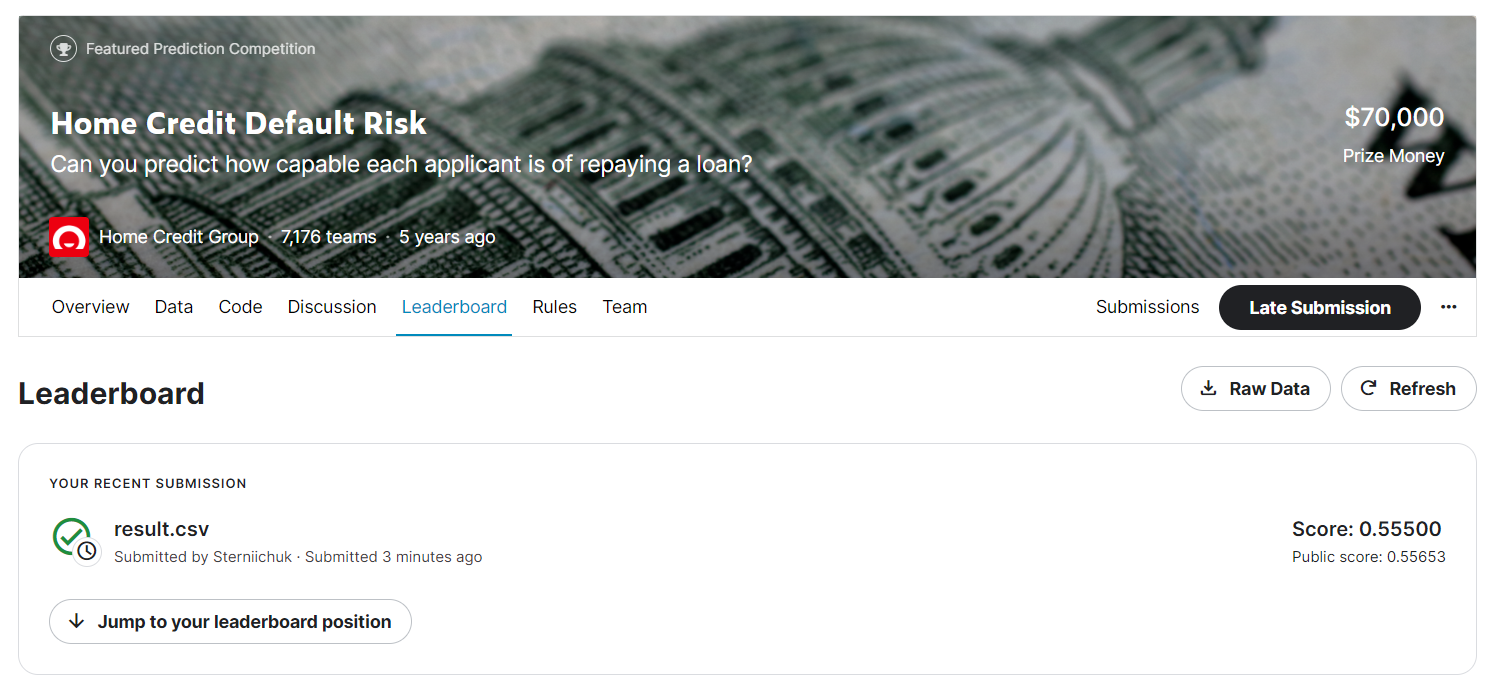 Featured Prediction Competition
Home Credit Default Risk
Can you predict how capable each applicant is of repaying a loan?
$70,000
Prize Money
Home Credit Group · 7,176 teams · 5 years ago
Overview Data Code Discussion Leaderboard Rules Team Submissions Late Submission ···
Leaderboard
Raw Data Refresh
YOUR RECENT SUBMISSION
result.csv
Submitted by Sterniichuk · Submitted 3 minutes ago
Score: 0.55500
Public score: 0.55653
Jump to your leaderboard position